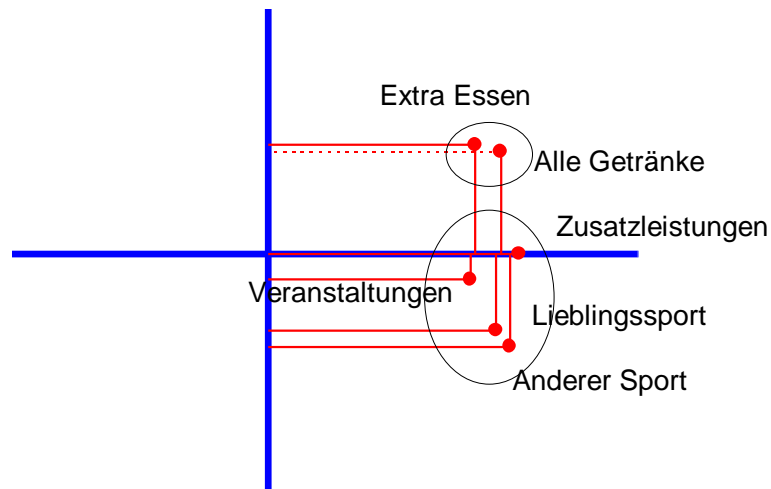 Extra Essen
Alle Getränke
Zusatzleistungen
Veranstaltungen
Lieblingssport
Anderer Sport